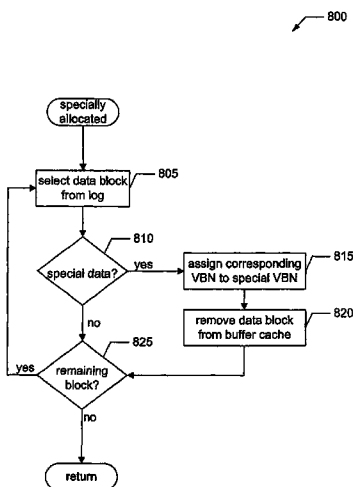 800
specially
allocated
select data block
from log
805
810
special data?
yes
assign corresponding
VBN to special VBN
815
no
remove data block
from buffer cache
820
825
yes
remaining
block?
no
return